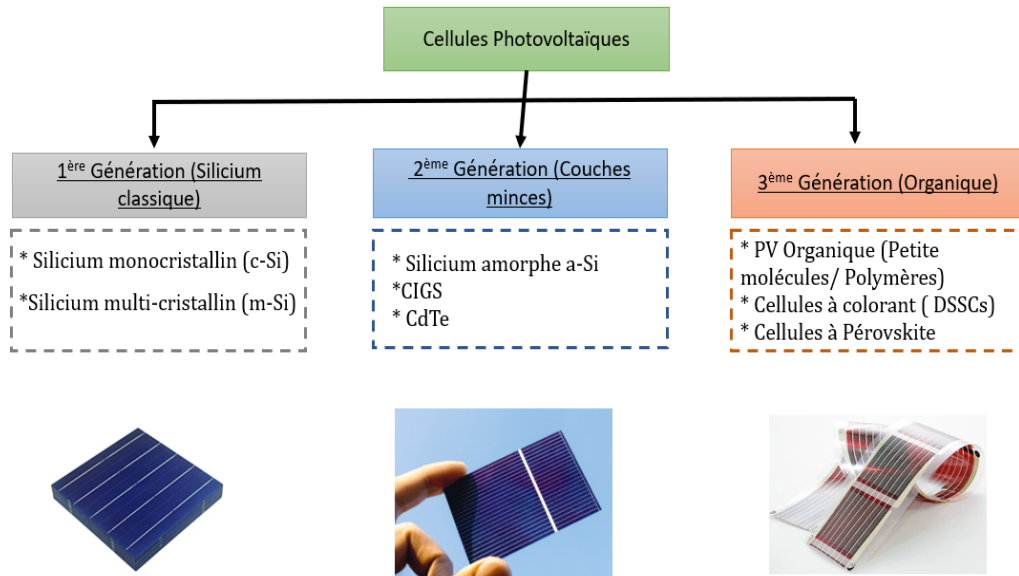 Cellules Photovoltaïques
1ère Génération (Silicium
classique)
* Silicium monocristallin (c-Si)
*Silicium multi-cristallin (m-Si)
2ème Génération (Couches
minces)
* Silicium amorphe a-Si
*CIGS
* CdTe
3ème Génération (Organique)
* PV Organique (Petite
molécules/ Polymères)
* Cellules à colorant ( DSSCs)
* Cellules à Pérovskite